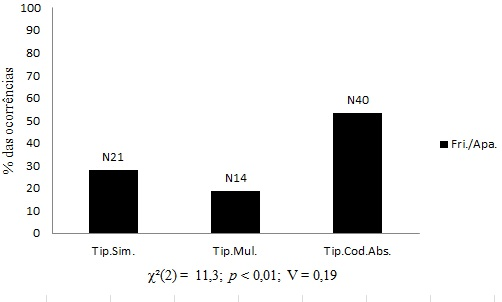 % das ocorrências
100
90
80
70
60
50
40
30
20
10
0
N21
N14
N40
Fri./Apa.
Tip.Sim.
Tip.Mul.
Tip.Cod.Abs.
χ²(2) = 11,3; p < 0,01; V = 0,19